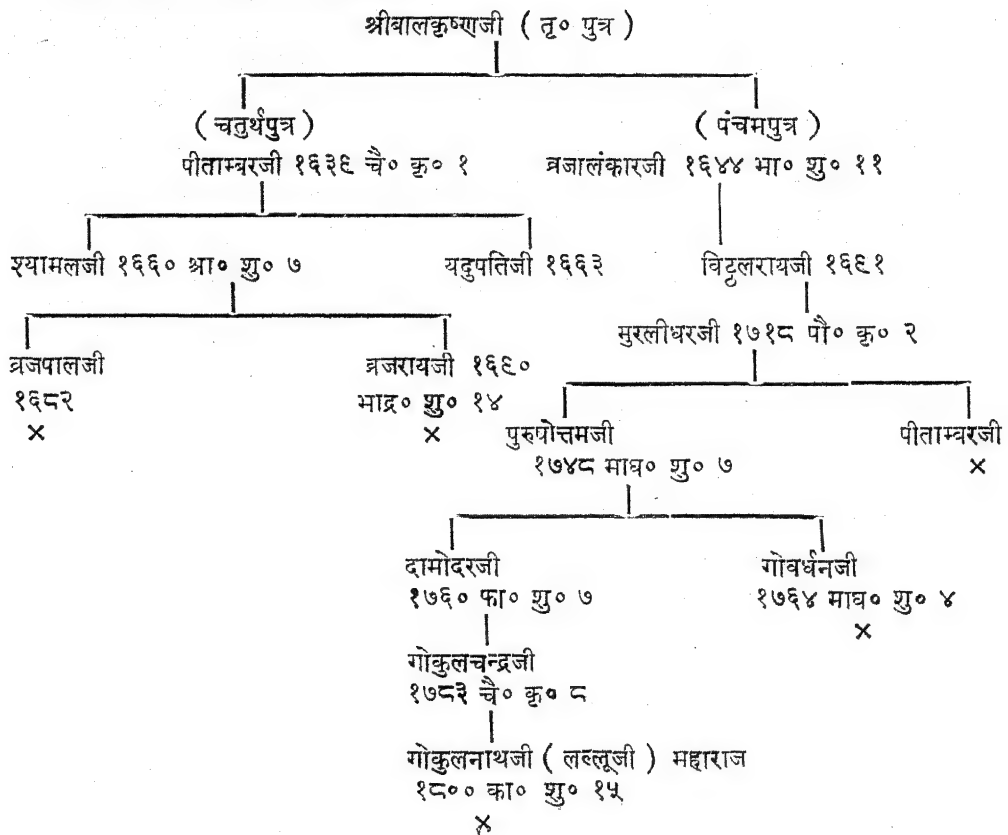 श्रीबालकृष्णजी ( तृ० पुत्र )
( चतुर्थपुत्र ) ( पंचमपुत्र )
पीताम्बरजी १६३९ चै० कृ० १ व्रजालंकारजी १६४४ भा० शु० ११
श्यामलजी १६६० श्रा० शु० ७ यदुपतिजी १६६३ विट्ठलरायजी १६९१
मुरलीधरजी १७१८ पौ० कृ० २
व्रजपालजी व्रजरायजी १६९०
१६८२ भाद्र० शु० १४
× × पुरुषोत्तमजी पीताम्बरजी
१७४८ माघ० शु० ७ ×
दामोदरजी गोवर्धनजी
१७६० फा० शु० ७ १७६४ माघ० शु० ४
×
गोकुलचन्द्रजी
१७८३ चै० कृ० ८
गोकुलनाथजी ( लल्लूजी ) महाराज
१८०० का० शु० १५
×